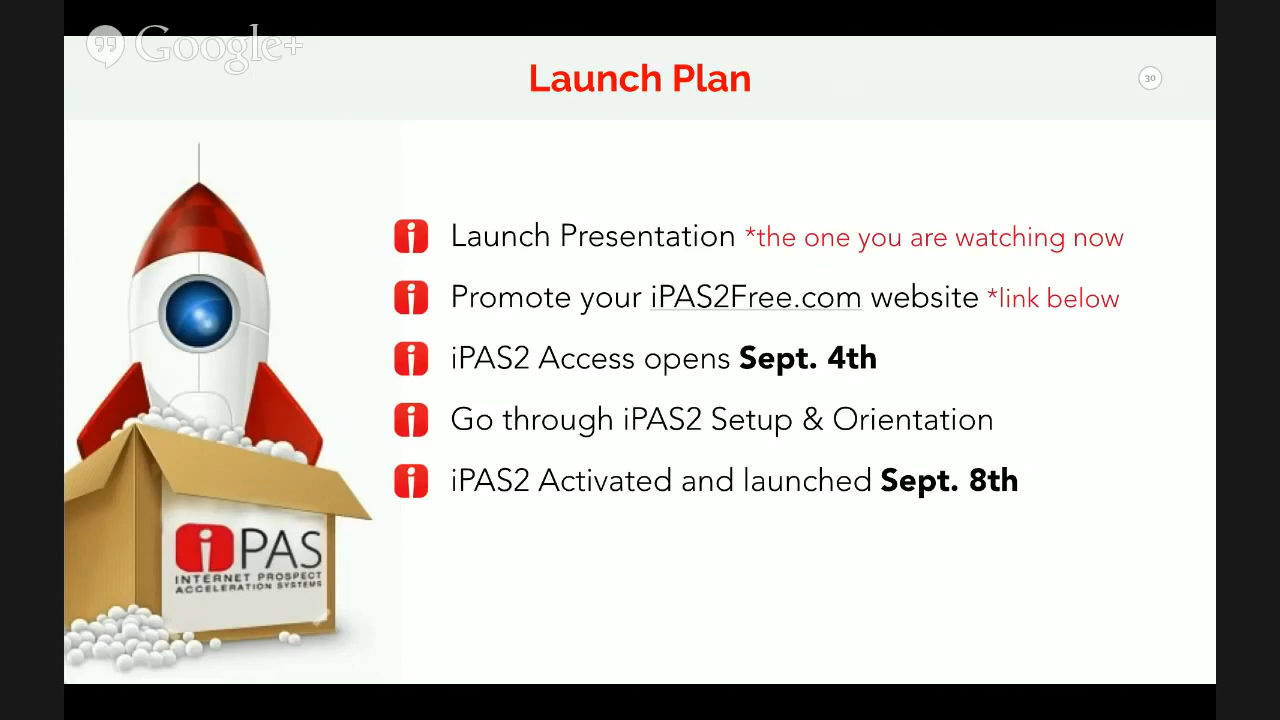 Google+
Launch Plan
30
Launch Presentation *the one you are watching now
Promote your iPAS2Free.com website *link below
iPAS2 Access opens Sept. 4th
Go through iPAS2 Setup & Orientation
iPAS2 Activated and launched Sept. 8th
iPAS
INTERNET PROSPECT
ACCELERATION SYSTEMS